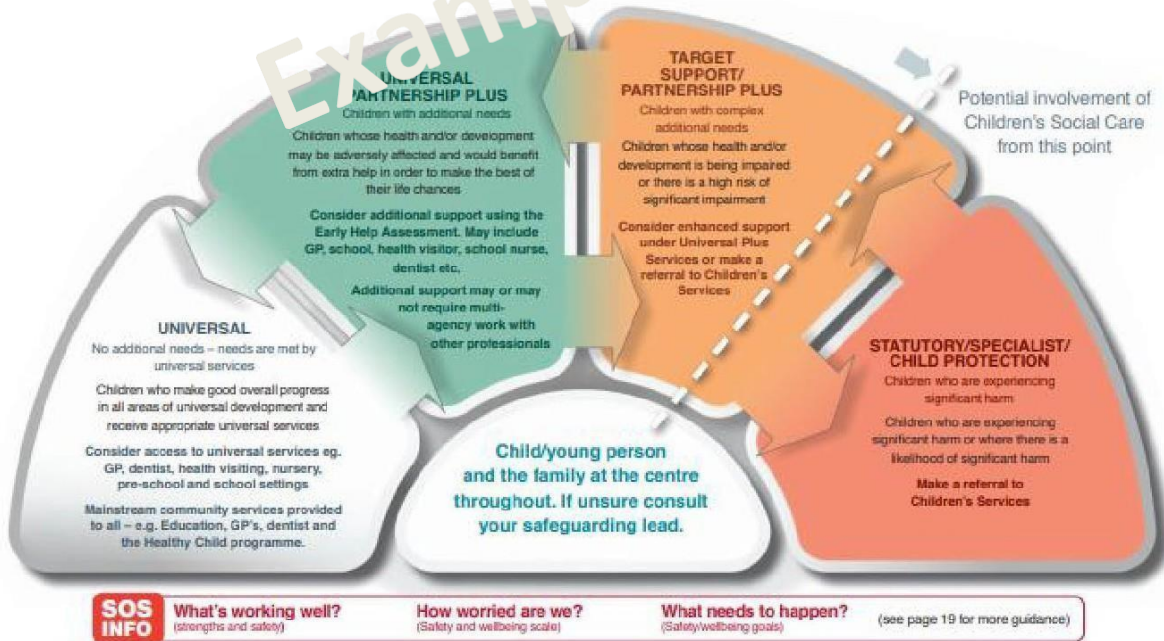 Examp
UNIVERSAL
PARTNERSHIP PLUS
Children with additional needs
Children whose health and/or development
may be adversely affected and would benefit
from extra help in order to make the best of
their life chances
Consider additional support using the
Early Help Assessment. May include
GP, school, health visitor, school nurse,
dentist etc.
Additional support may or may
not require multi-
agency work with
other professionals
TARGET
SUPPORT/
PARTNERSHIP PLUS
Children with complex
additional needs
Children whose health and/or
development is being impaired
or there is a high risk of
significant impairment
Consider enhanced support
under Universal Plus
Services or make a
referral to Children's
Services
Potential involvement of
Children's Social Care
from this point
UNIVERSAL
No additional needs – needs are met by
universal services
Children who make good overall progress
in all areas of universal development and
receive appropriate universal services
Consider access to universal services eg.
GP, dentist, health visiting, nursery,
pre-school and school settings
Mainstream community services provided
to all – e.g. Education, GP's, dentist and
the Healthy Child programme.
Child/young person
and the family at the centre
throughout. If unsure consult
your safeguarding lead.
STATUTORY/SPECIALIST/
CHILD PROTECTION
Children who are experiencing
significant harm
Children who are experiencing
significant harm or where there is a
likelihood of significant harm
Make a referral to
Children's Services
SOS
INFO
What's working well?
(strengths and safety)
How worried are we?
(Safety and wellbeing scale)
What needs to happen?
(Safety/wellbeing goals)
(see page 19 for more guidance)